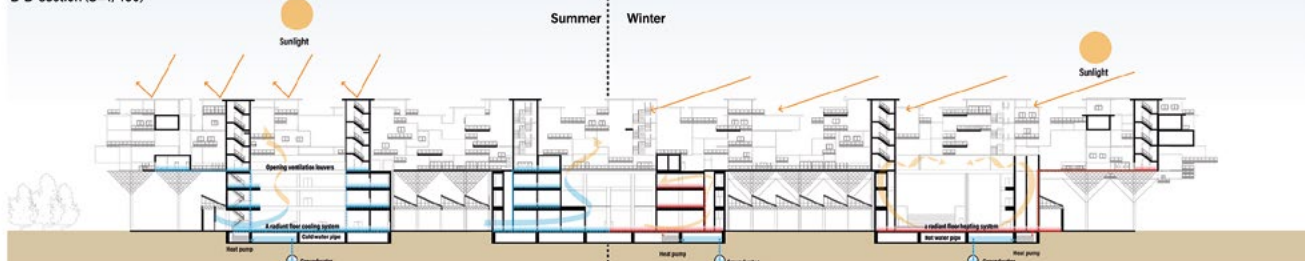 Summer
Winter
Sunlight
Sunlight
Opening ventilation louvers
A radiant floor cooling system
a radiant floor heating system
Cold water pipe
Hot water pipe
Heat pump
Heat pump
Heat pump